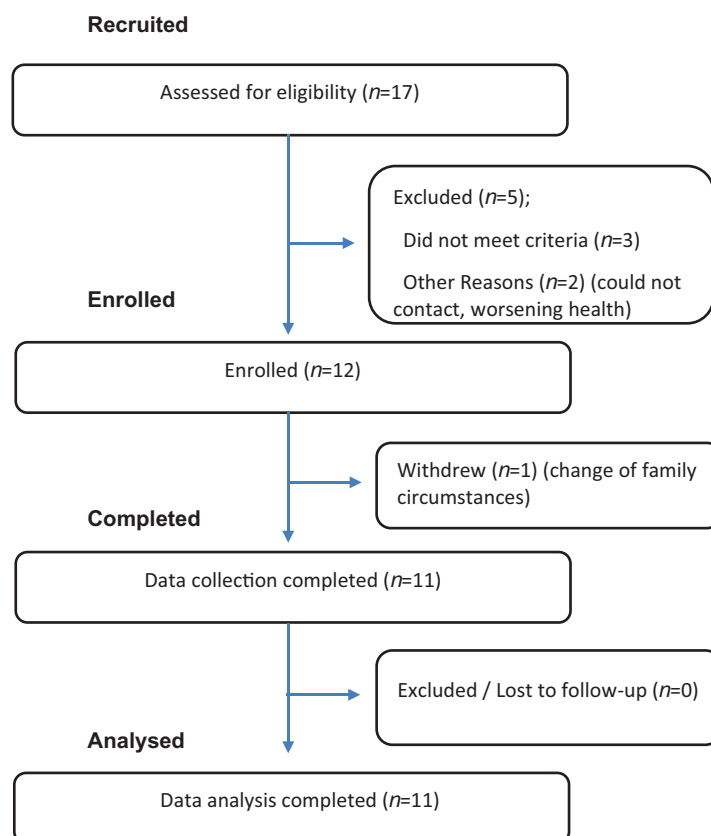 Recruited
Assessed for eligibility (n=17)
Excluded (n=5);
Did not meet criteria (n=3)
Other Reasons (n=2) (could not
contact, worsening health)
Enrolled
Enrolled (n=12)
Withdrew (n=1) (change of family
circumstances)
Completed
Data collection completed (n=11)
Excluded / Lost to follow-up (n=0)
Analysed
Data analysis completed (n=11)